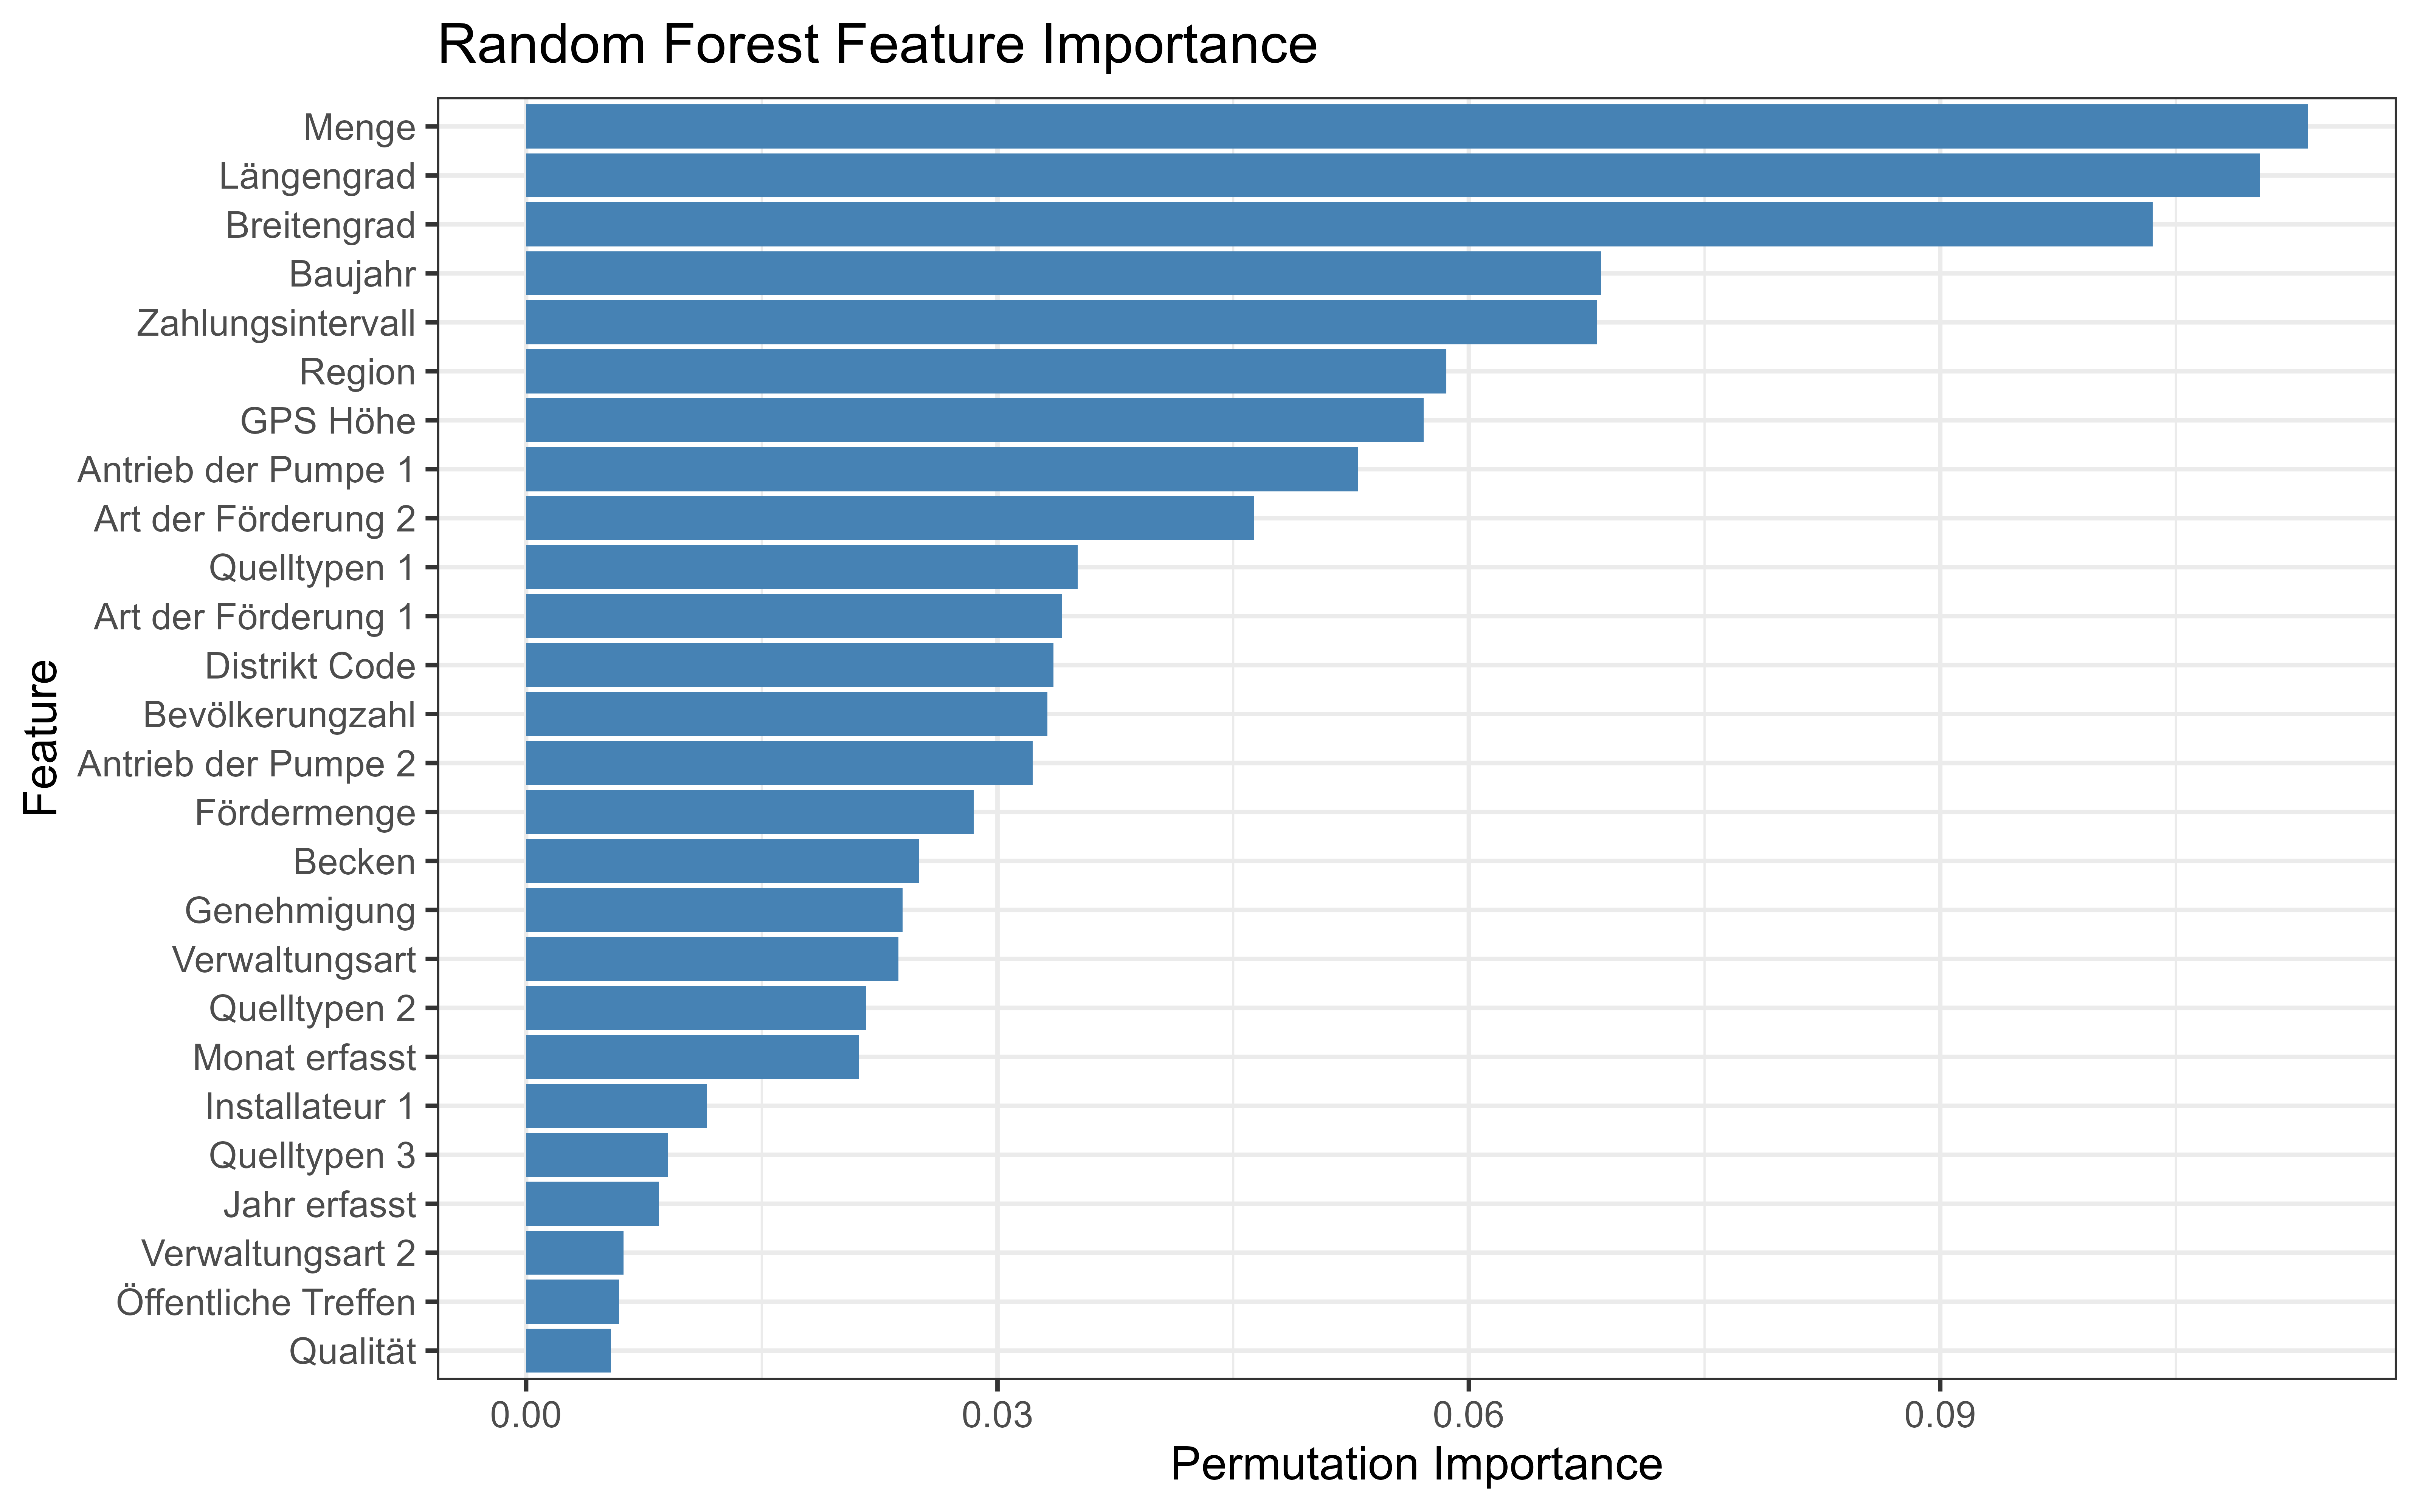 Random Forest Feature Importance
Menge
Längengrad
Breitengrad
Baujahr
Zahlungsintervall
Region
GPS Höhe
Antrieb der Pumpe 1
Art der Förderung 2
Quelltypen 1
Art der Förderung 1
Distrikt Code
Bevölkerungzahl
Antrieb der Pumpe 2
Fördermenge
Becken
Genehmigung
Verwaltungsart
Quelltypen 2
Monat erfasst
Installateur 1
Quelltypen 3
Jahr erfasst
Verwaltungsart 2
Öffentliche Treffen
Qualität
Feature
0.00 0.03 0.06 0.09
Permutation Importance